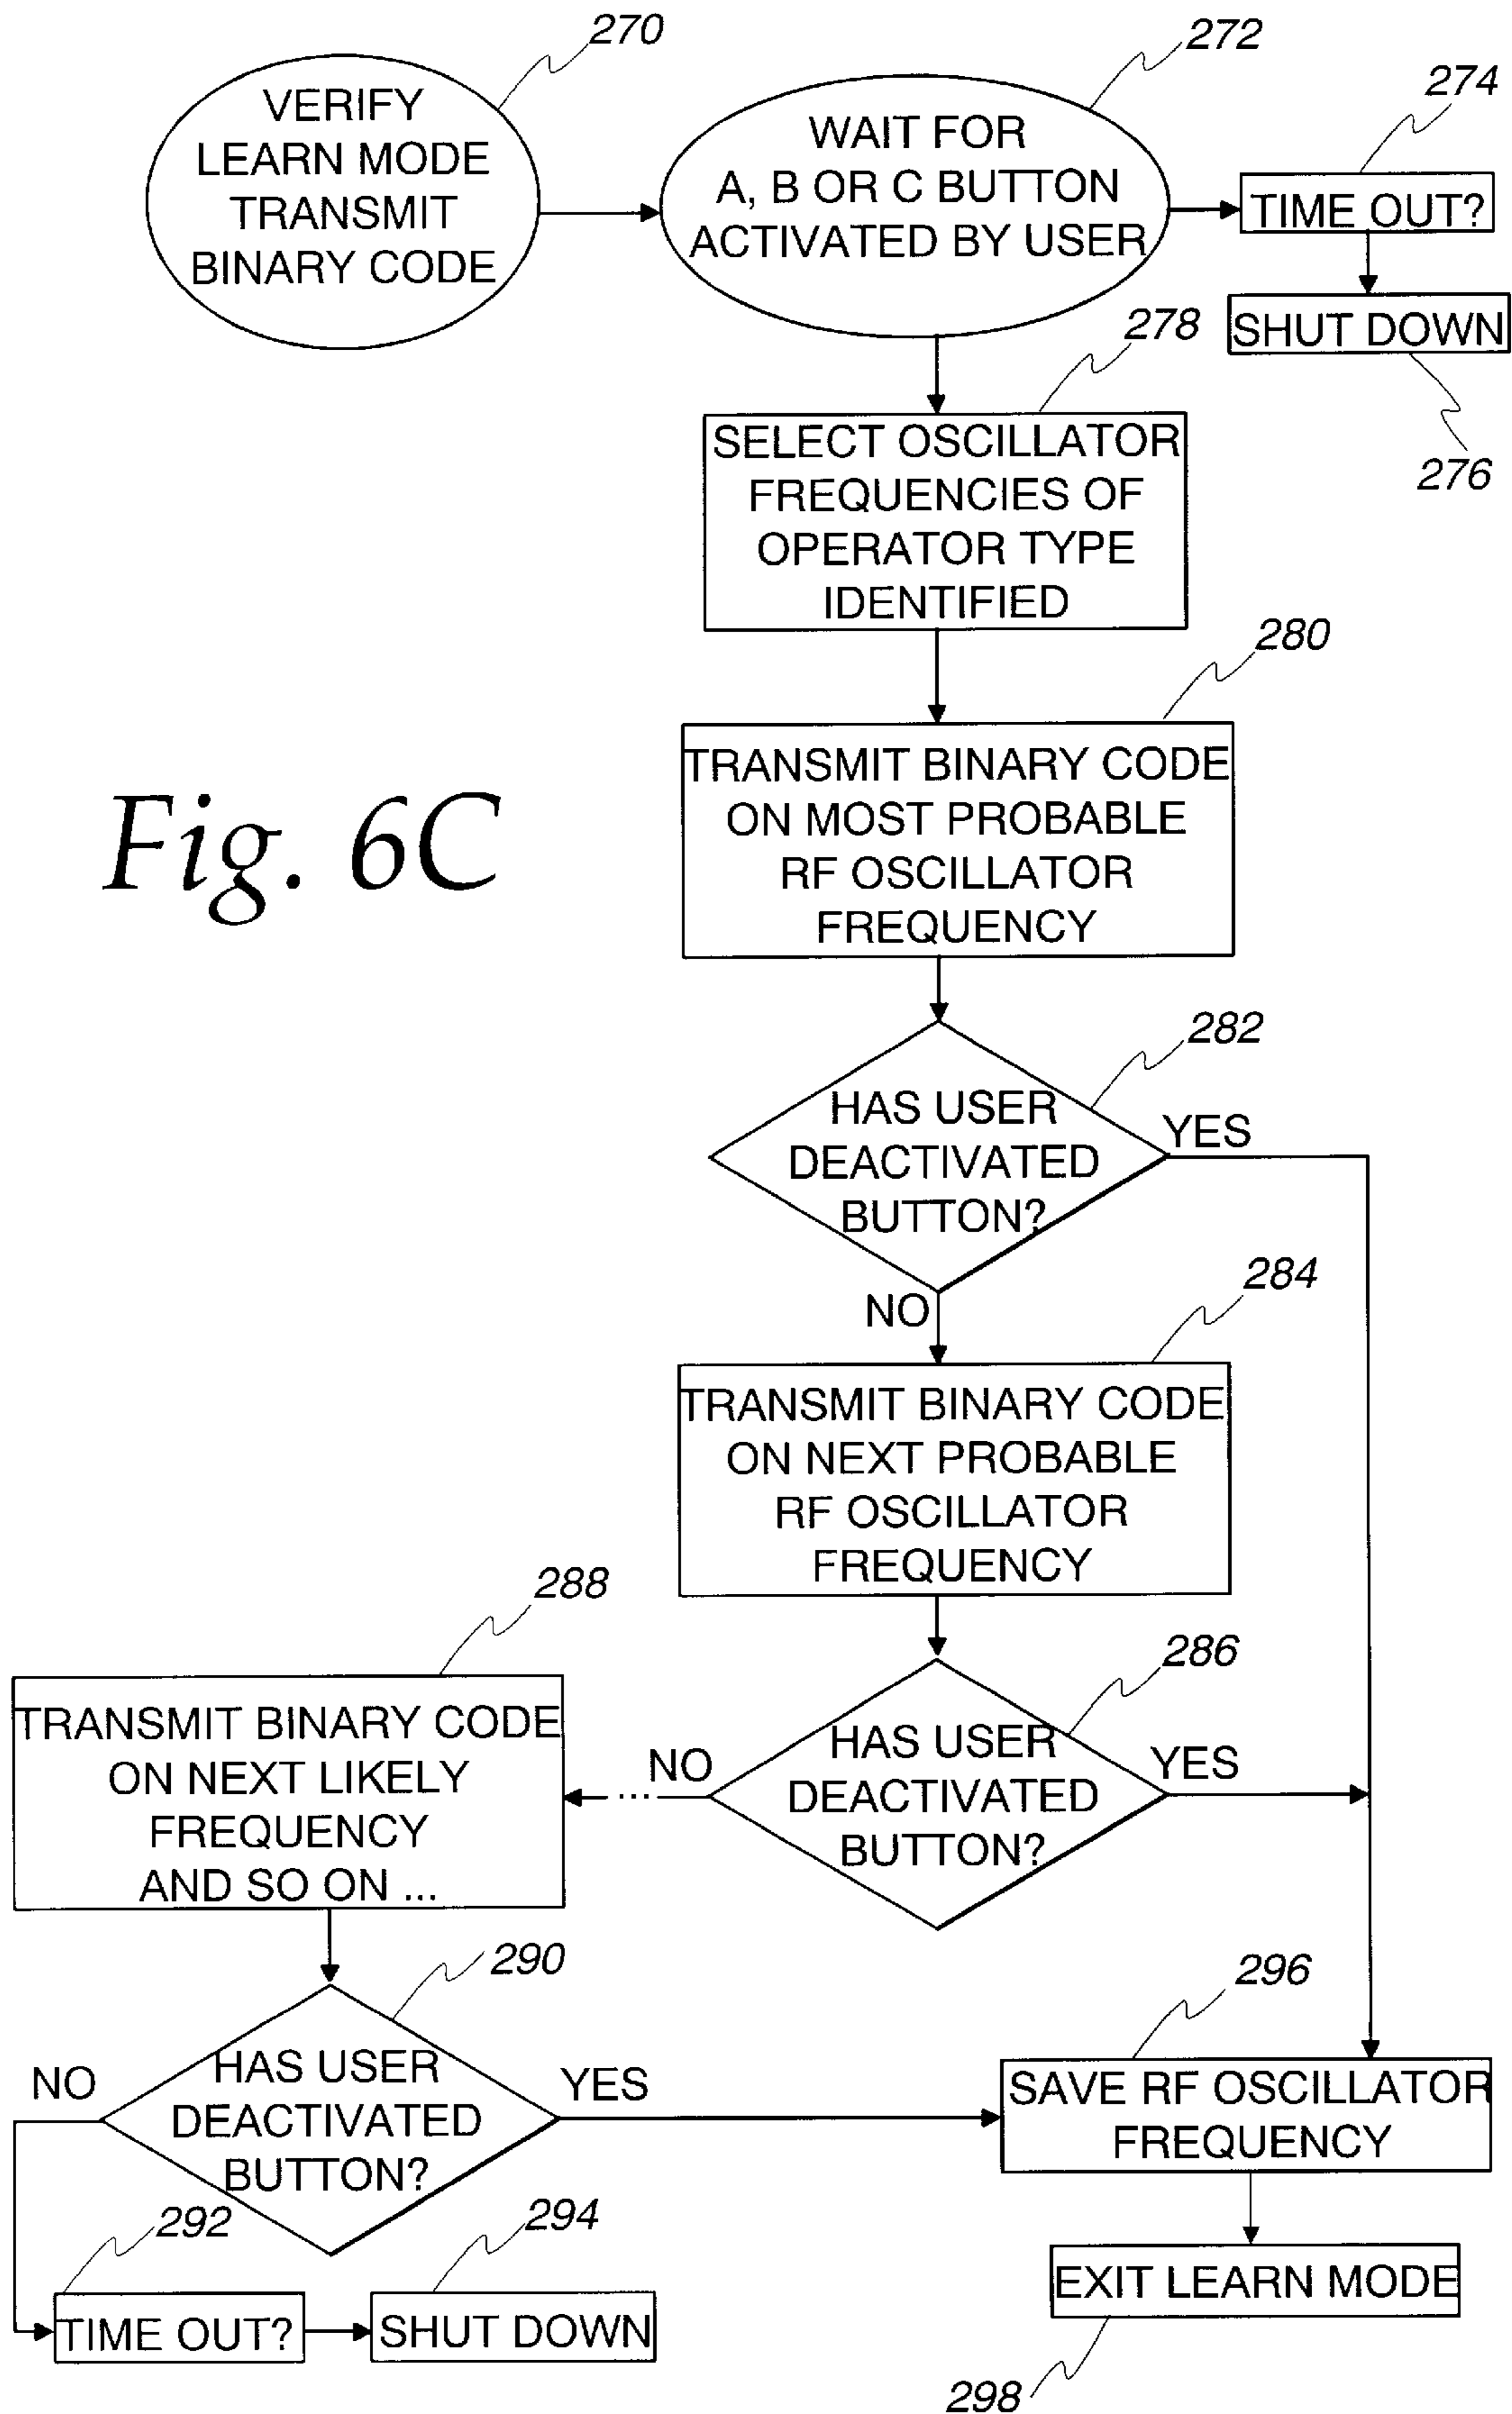 270
VERIFY
LEARN MODE
TRANSMIT
BINARY CODE
272
WAIT FOR
A, B OR C BUTTON
ACTIVATED BY USER
274
TIME OUT?
SHUT DOWN
276
278
SELECT OSCILLATOR
FREQUENCIES OF
OPERATOR TYPE
IDENTIFIED
280
TRANSMIT BINARY CODE
ON MOST PROBABLE
RF OSCILLATOR
FREQUENCY
Fig. 6C
282
HAS USER
DEACTIVATED
BUTTON?
YES
NO
284
TRANSMIT BINARY CODE
ON NEXT PROBABLE
RF OSCILLATOR
FREQUENCY
286
HAS USER
DEACTIVATED
BUTTON?
YES
NO
...
288
TRANSMIT BINARY CODE
ON NEXT LIKELY
FREQUENCY
AND SO ON ...
290
HAS USER
DEACTIVATED
BUTTON?
NO
YES
292
TIME OUT?
294
SHUT DOWN
296
SAVE RF OSCILLATOR
FREQUENCY
EXIT LEARN MODE
298